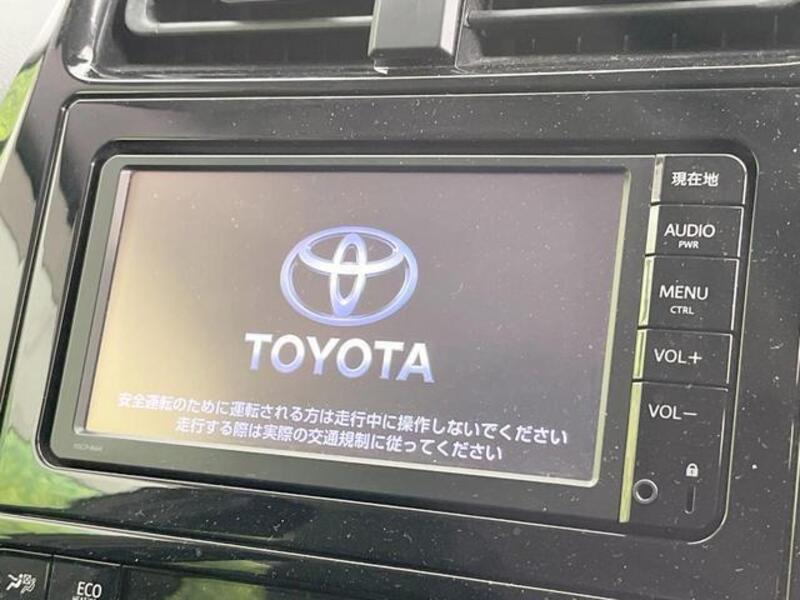 現在地
AUDIO
PWR
MENU
CTRL
VOL+
VOL-
TOYOTA
安全運転のために運転される方は走行中に操作しないでください
走行する際は実際の交通規制に従ってください
ECO